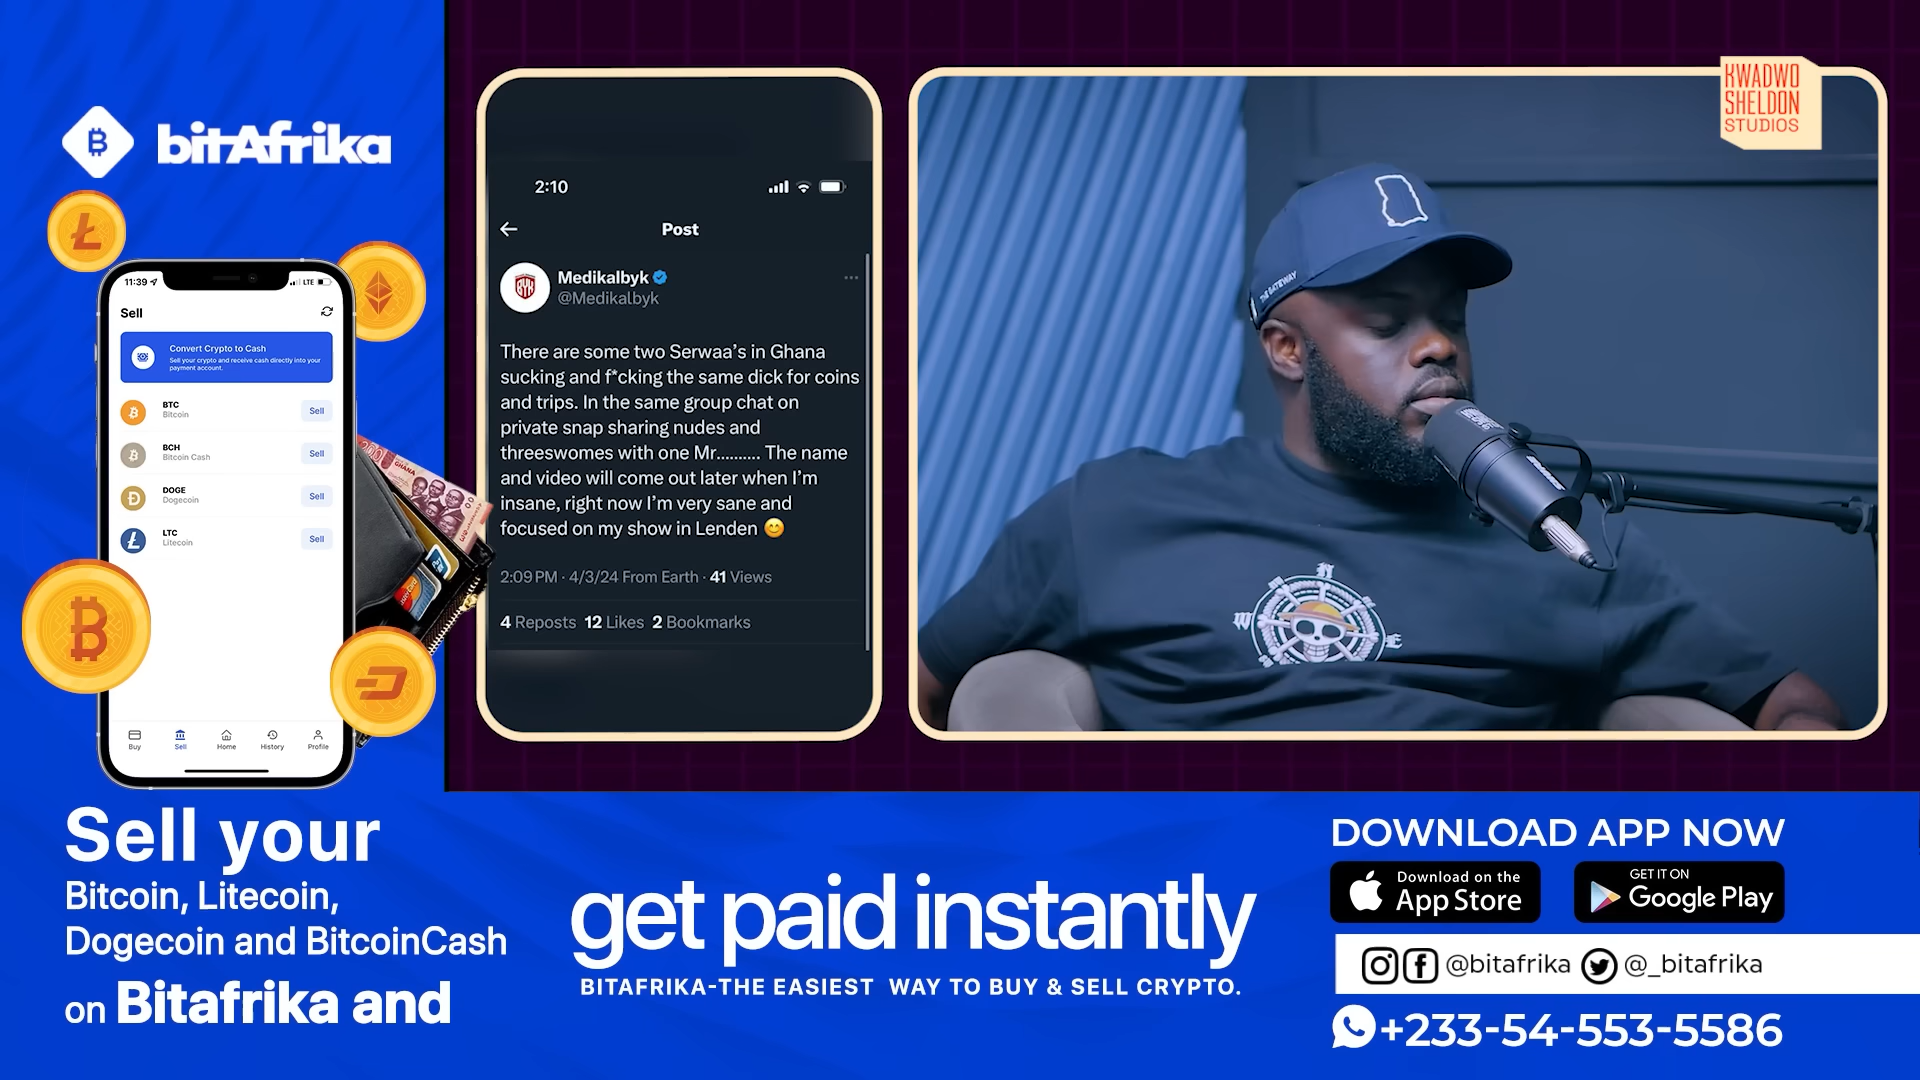 bitAfrika
11:39
LTE
Sell
Convert Crypto to Cash
Sell your crypto and receive cash directly into your
payment account.
BTC
Bitcoin
Sell
BCH
Bitcoin Cash
Sell
DOGE
Dogecoin
Sell
LTC
Litecoin
Sell
Buy
Sell
Home
History
Profile
2:10
Post
Medikalbyk
@Medikalbyk
There are some two Serwaa's in Ghana
sucking and f*cking the same dick for coins
and trips. In the same group chat on
private snap sharing nudes and
threeswomes with one Mr.......... The name
and video will come out later when I'm
insane, right now I'm very sane and
focused on my show in Lenden 😊
2:09 PM · 4/3/24 From Earth · 41 Views
4 Reposts 12 Likes 2 Bookmarks
KWADWO
SHELDON
STUDIOS
THE GATEWAY
N
W
E
Sell your
Bitcoin, Litecoin,
Dogecoin and BitcoinCash
on Bitafrika and
get paid instantly
BITAFRIKA-THE EASIEST WAY TO BUY & SELL CRYPTO.
DOWNLOAD APP NOW
Download on the
App Store
GET IT ON
Google Play
@bitafrika @_bitafrika
+233-54-553-5586